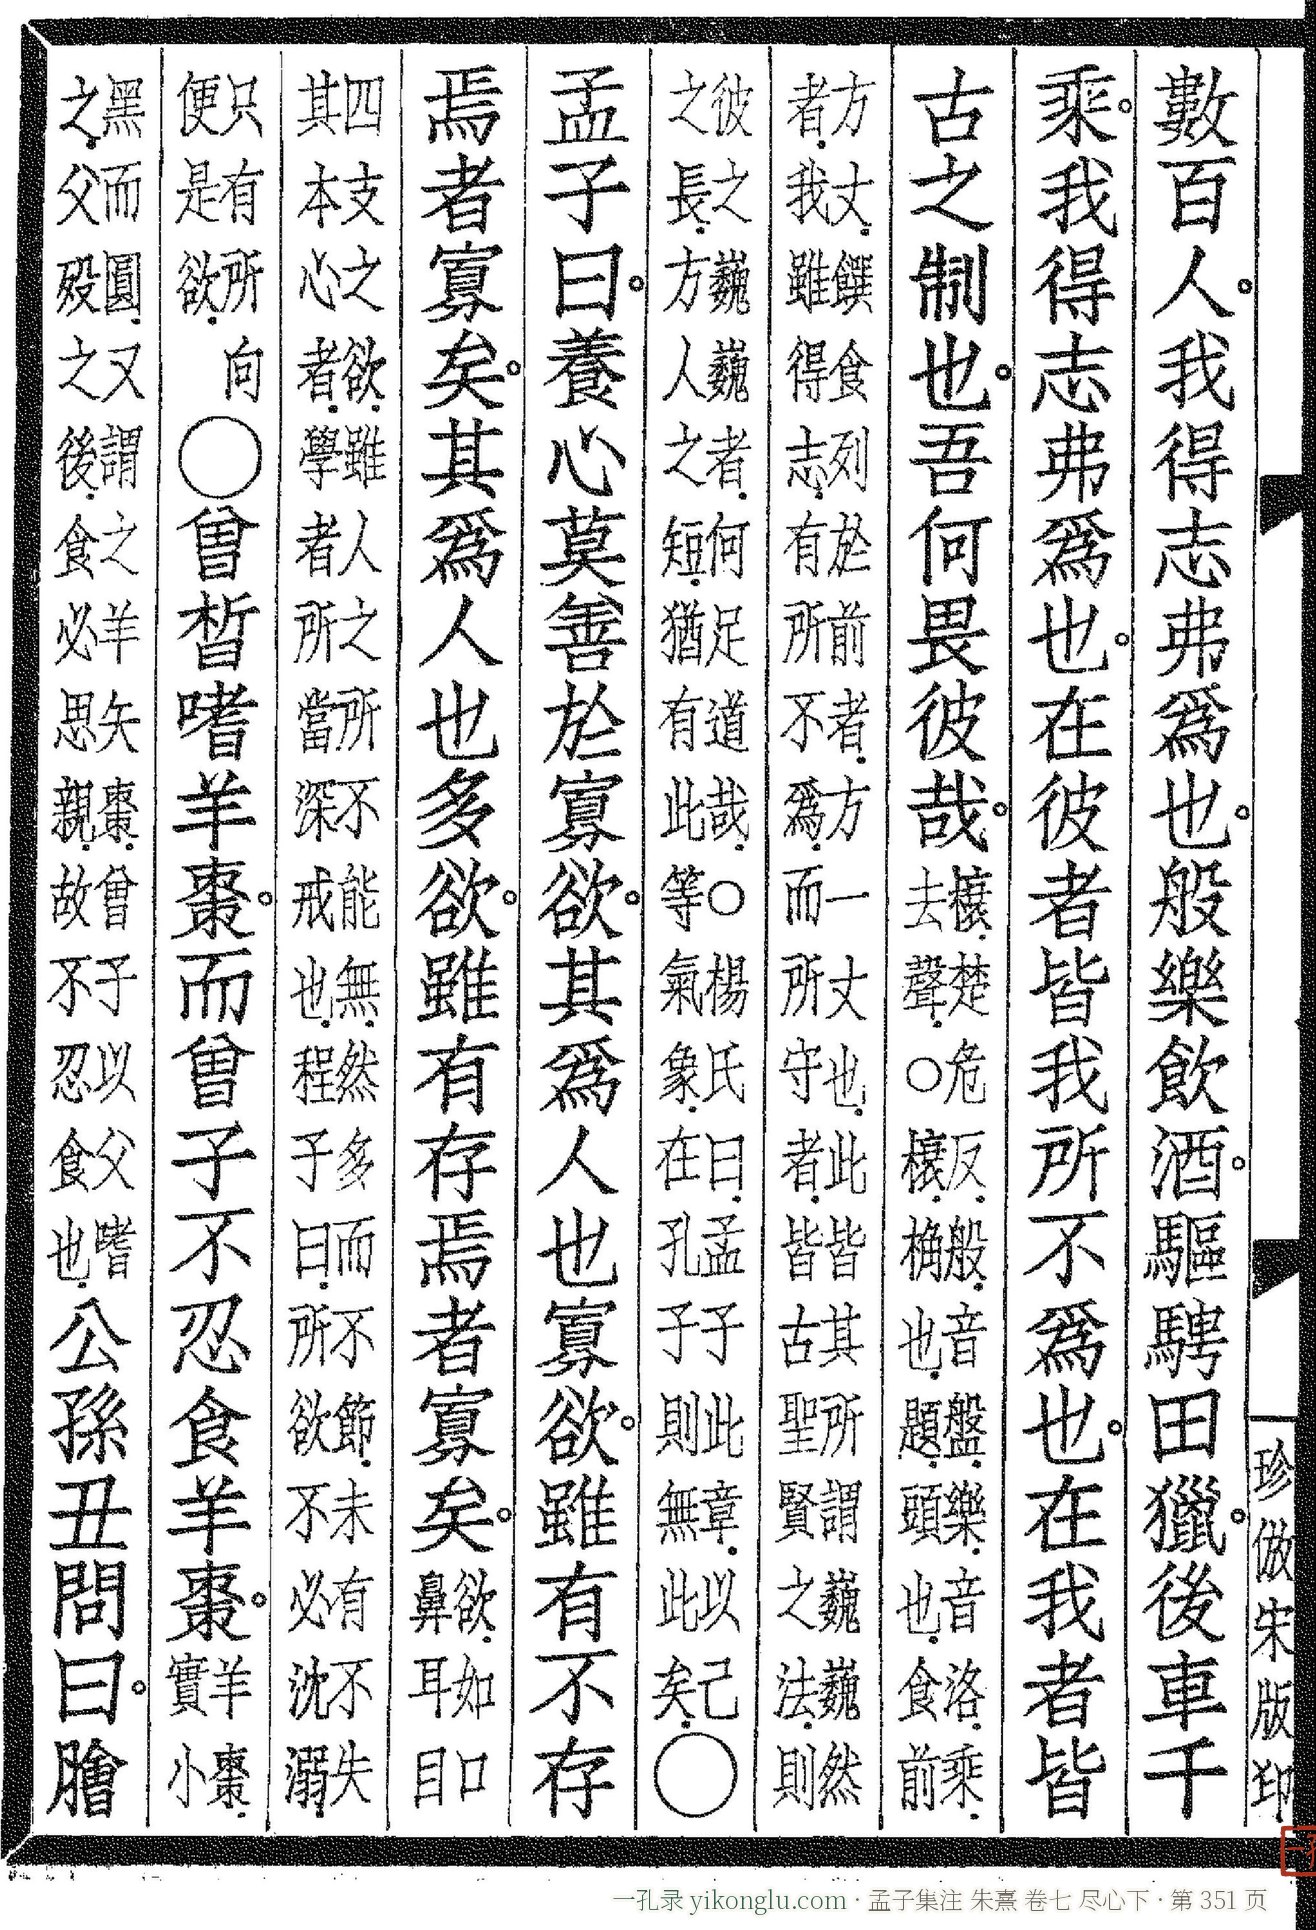 珍倣宋版印
數百人我得志弗爲也般樂飲酒驅騁田獵後車千
乘我得志弗爲也在彼者皆我所不爲也在我者皆
古之制也吾何畏彼哉榱楚危反般音盤樂音洛乘去聲○榱桷也題頭也食前
方丈饌食列於前者方一丈也此皆其所謂巍巍然者我雖得志有所不爲而所守者皆古聖賢之法則
彼之巍巍者何足道哉○楊氏曰孟子此章以己之長方人之短猶有此等氣象在孔子則無此矣○
孟子曰養心莫善於寡欲其爲人也寡欲雖有不存
焉者寡矣其爲人也多欲雖有存焉者寡矣欲如口鼻耳目
四支之欲雖人之所不能無然多而不節未有不失其本心者學者所當深戒也程子曰所欲不必沈溺
只有所向便是欲○曾皙嗜羊棗而曾子不忍食羊棗羊棗實小
黑而圓又謂之羊矢棗曾子以父嗜之父歿之後食必思親故不忍食也公孫丑問曰膾
一孔录 yikonglu.com · 孟子集注 朱熹 卷七 尽心下 · 第 351 页